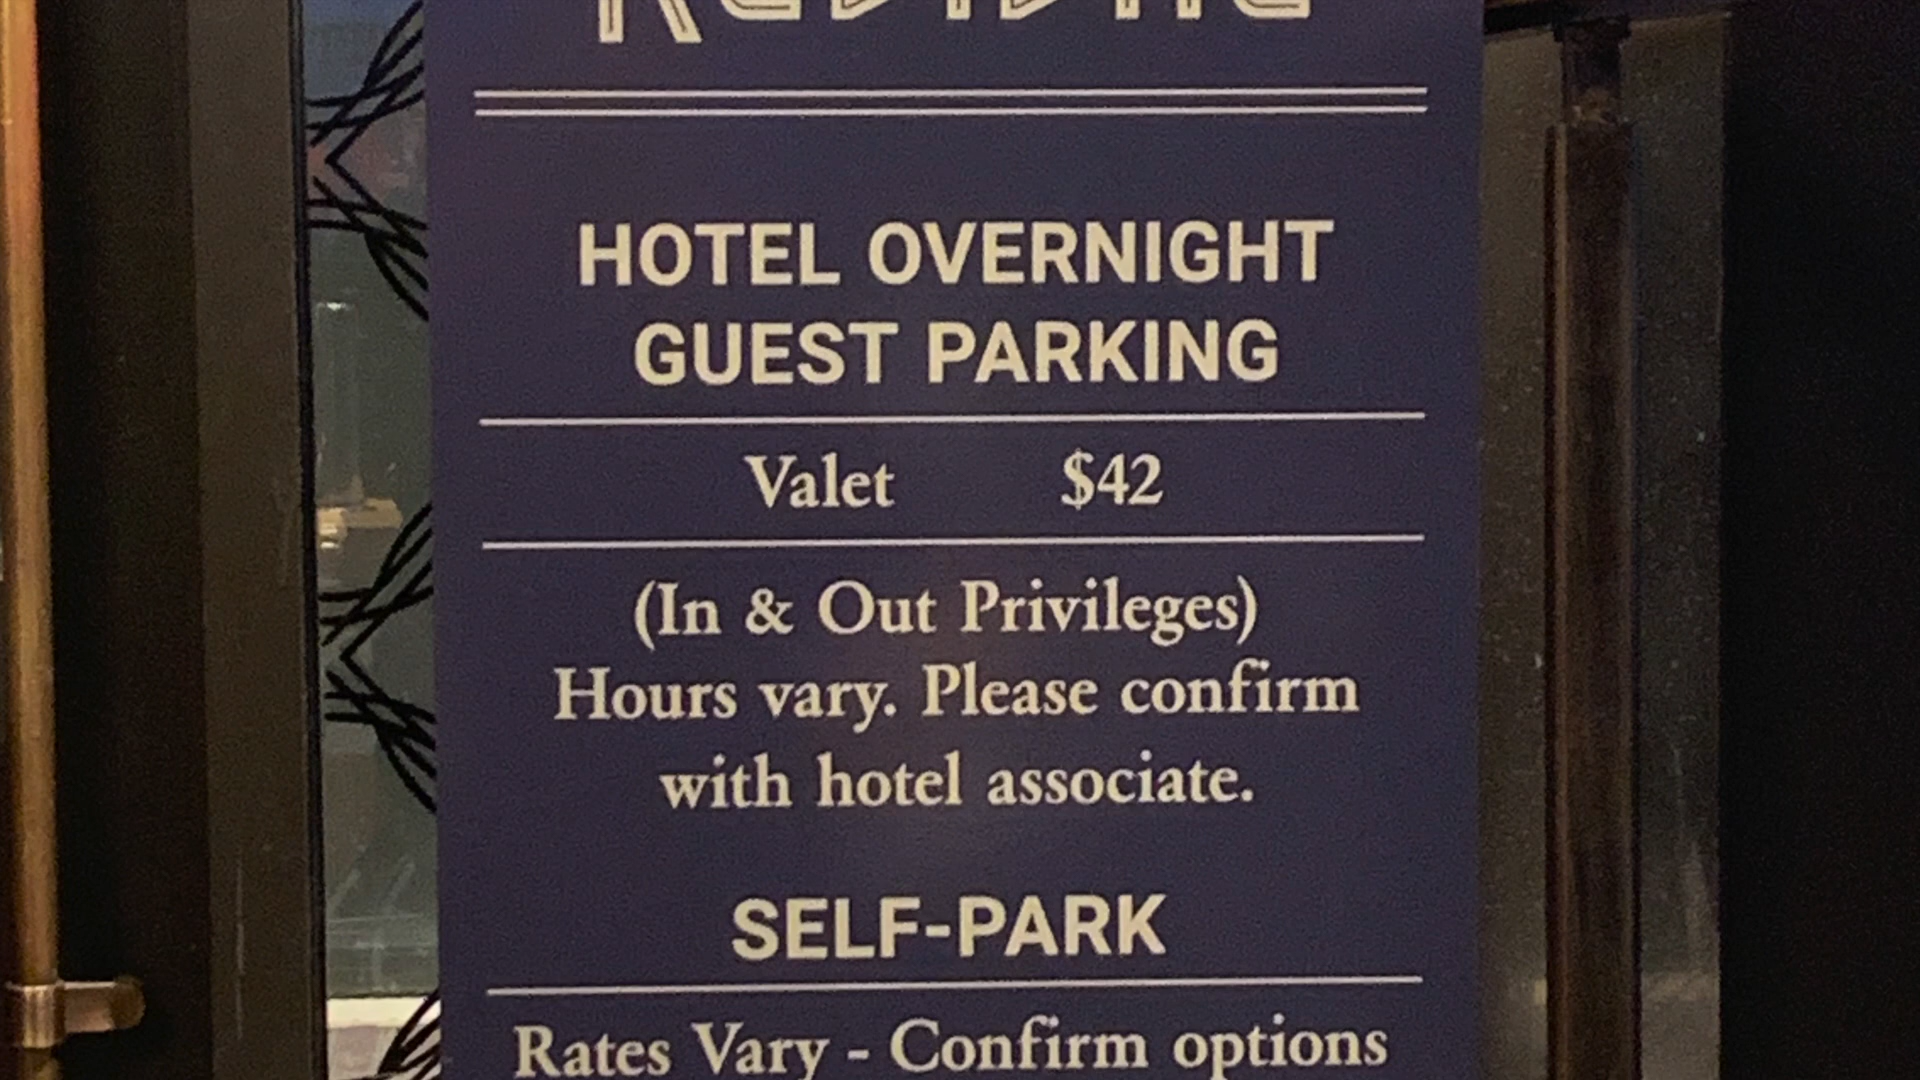 HOTEL OVERNIGHT
GUEST PARKING
Valet $42
(In & Out Privileges)
Hours vary. Please confirm
with hotel associate.
SELF-PARK
Rates Vary - Confirm options